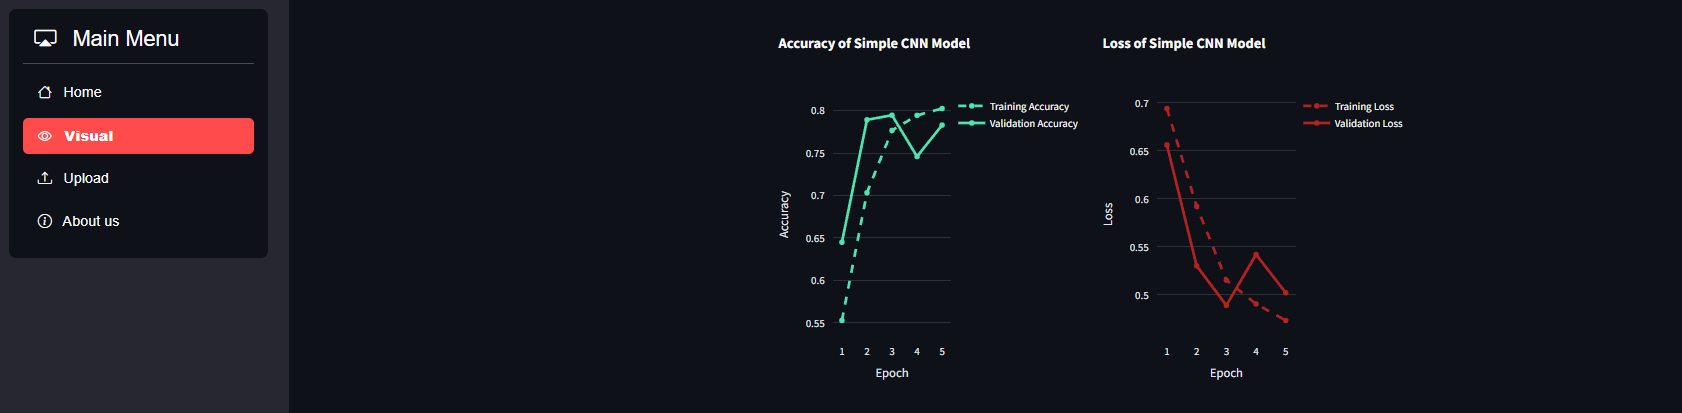 Main Menu
Home
Visual
Upload
About us
Accuracy of Simple CNN Model
0.8
0.75
0.7
0.65
0.6
0.55
Accuracy
1 2 3 4 5
Epoch
Training Accuracy
Validation Accuracy
Loss of Simple CNN Model
0.7
0.65
0.6
0.55
0.5
Loss
1 2 3 4 5
Epoch
Training Loss
Validation Loss